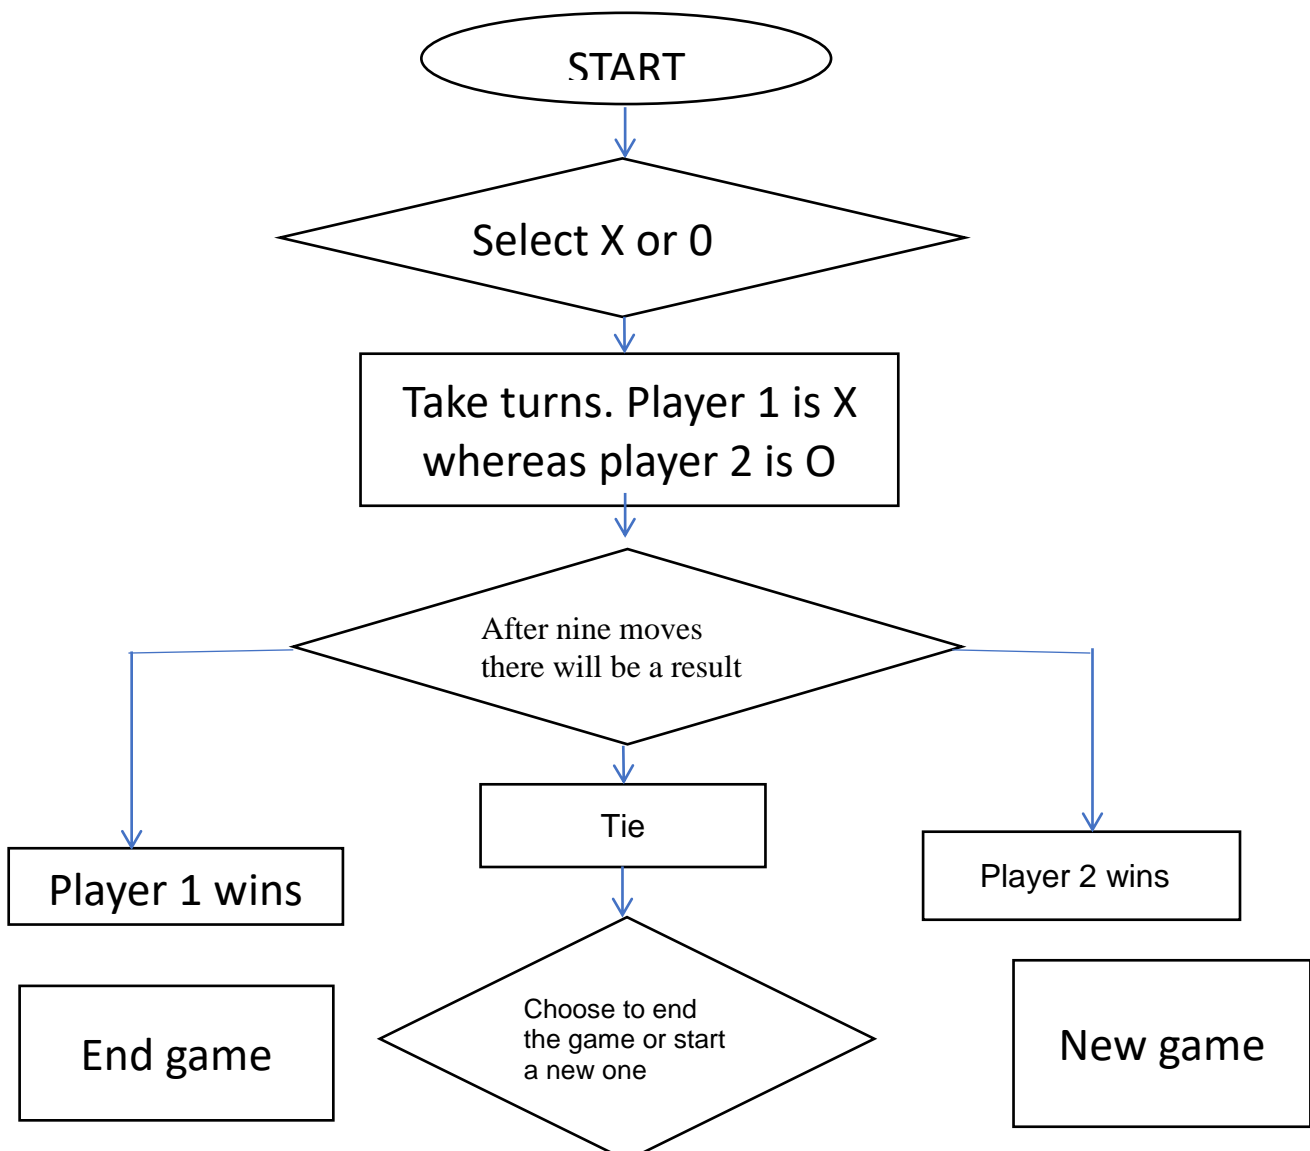 START
Select X or 0
Take turns. Player 1 is X
whereas player 2 is O
After nine moves
there will be a result
Tie
Player 1 wins
Player 2 wins
End game
Choose to end
the game or start
a new one
New game